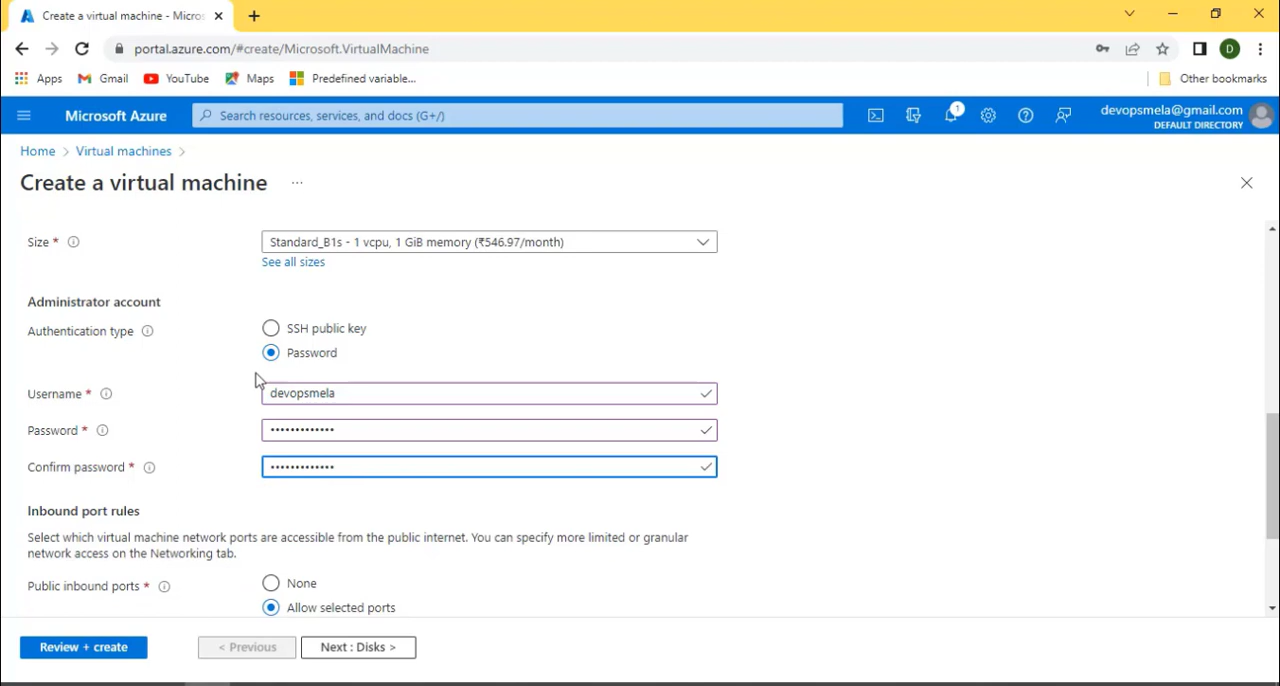 Create a virtual machine - Micros
portal.azure.com/#create/Microsoft.VirtualMachine
D
Apps
Gmail
YouTube
Maps
Predefined variable...
Other bookmarks
Microsoft Azure
Search resources, services, and docs (G+/)
1
devopsmela@gmail.com
DEFAULT DIRECTORY
Home > Virtual machines >
Create a virtual machine ...
Size *
Standard_B1s - 1 vcpu, 1 GiB memory (₹546.97/month)
See all sizes
Administrator account
Authentication type
SSH public key
Password
Username *
devopsmela
Password *
•••••••••••••
Confirm password *
•••••••••••••
Inbound port rules
Select which virtual machine network ports are accessible from the public internet. You can specify more limited or granular
network access on the Networking tab.
Public inbound ports *
None
Allow selected ports
Review + create
< Previous
Next : Disks >